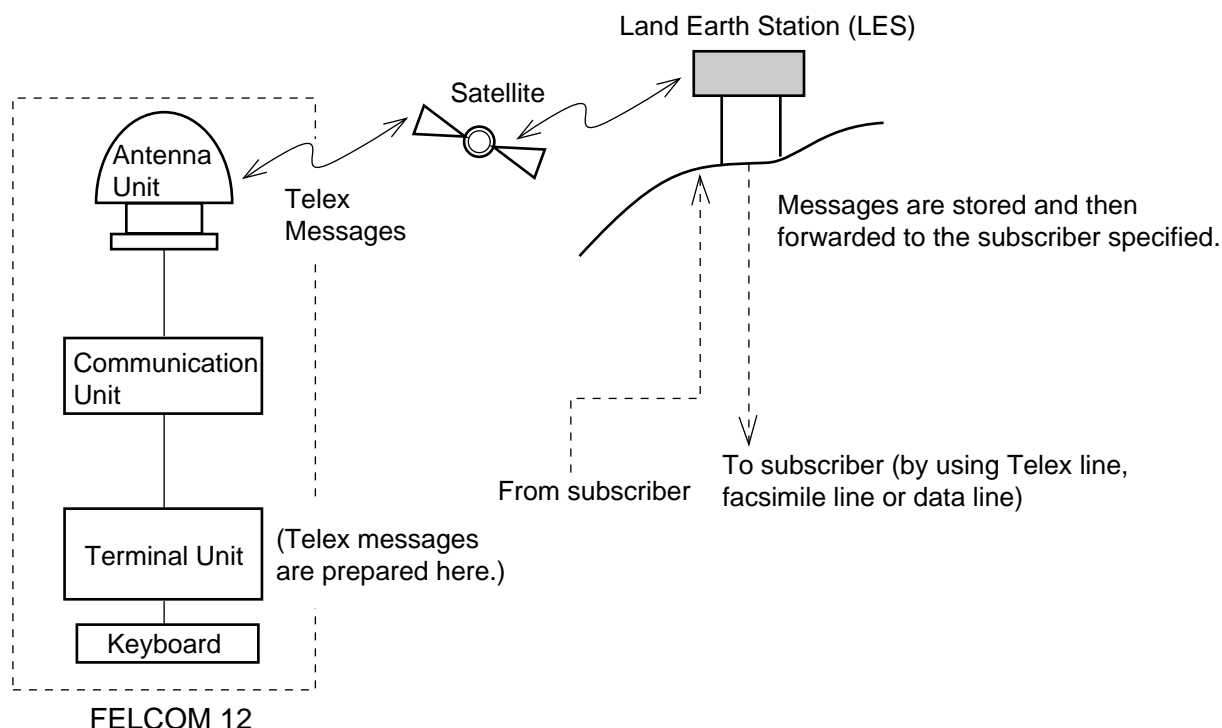 Land Earth Station (LES)
Satellite
Antenna
Unit
Telex
Messages
Messages are stored and then
forwarded to the subscriber specified.
Communication
Unit
To subscriber (by using Telex line,
facsimile line or data line)
From subscriber
Terminal Unit
(Telex messages
are prepared here.)
Keyboard
FELCOM 12